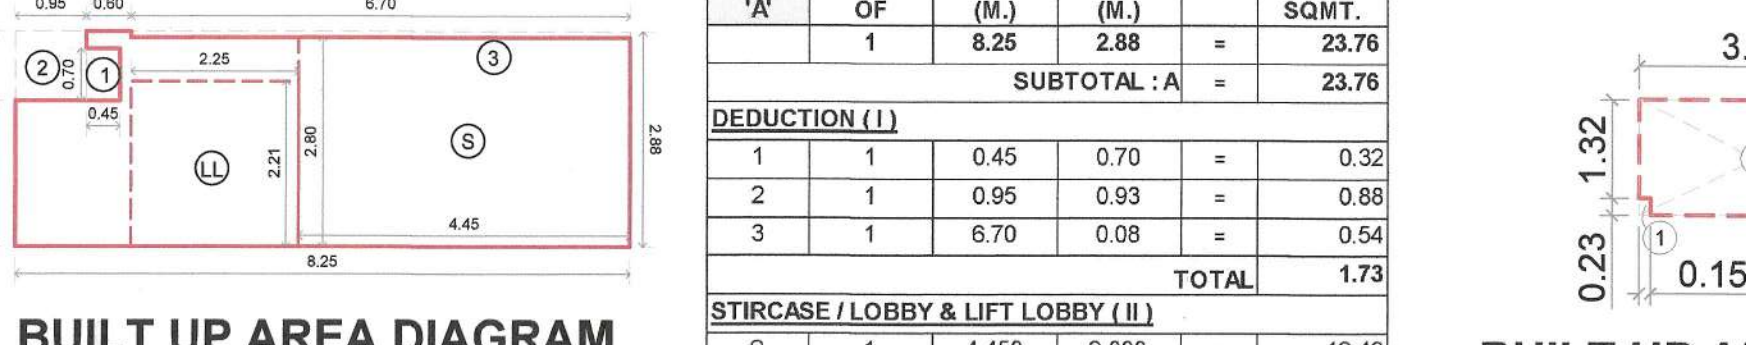 0.95 0.60 6.70
2 0.70 1 2.25 3
0.45
LL 2.21 2.80 S 2.88
4.45
8.25
BUILT UP AREA DIAGRAM
'A' OF (M.) (M.) SQMT.
1 8.25 2.88 = 23.76
SUBTOTAL : A = 23.76
DEDUCTION ( I )
1 1 0.45 0.70 = 0.32
2 1 0.95 0.93 = 0.88
3 1 6.70 0.08 = 0.54
TOTAL 1.73
STIRCASE / LOBBY & LIFT LOBBY ( II )
1.32
0.23 1 0.15